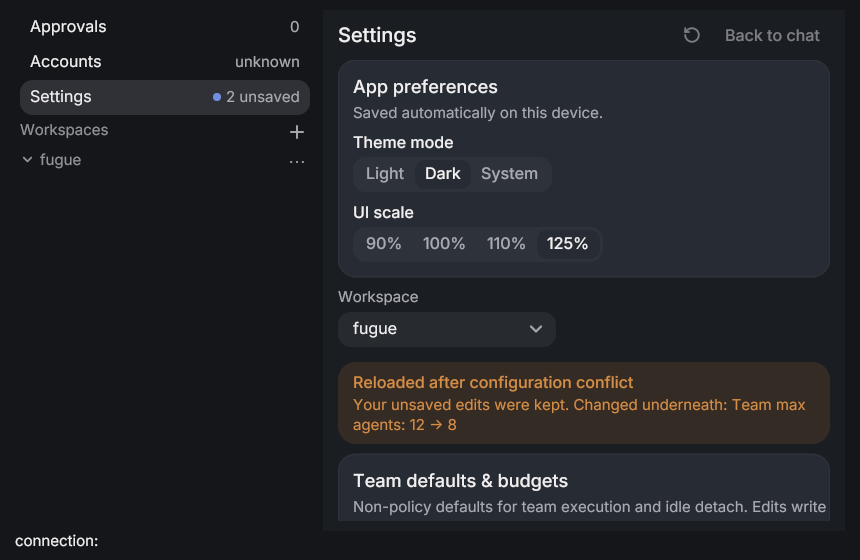 Approvals 0
Accounts unknown
Settings 2 unsaved
Workspaces
fugue
connection:
Settings Back to chat
App preferences
Saved automatically on this device.
Theme mode
Light Dark System
UI scale
90% 100% 110% 125%
Workspace
fugue
Reloaded after configuration conflict
Your unsaved edits were kept. Changed underneath: Team max
agents: 12 → 8
Team defaults & budgets
Non-policy defaults for team execution and idle detach. Edits write